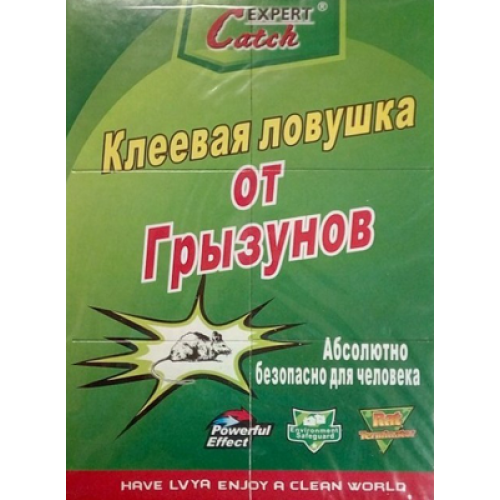 EXPERT ®
Catch
Клеевая ловушка
от
Грызунов
Абсолютно
безопасно для человека
Powerful
Effect
Environment
Safeguard
Rnt
HAVE LVYA ENJOY A CLEAN WORLD